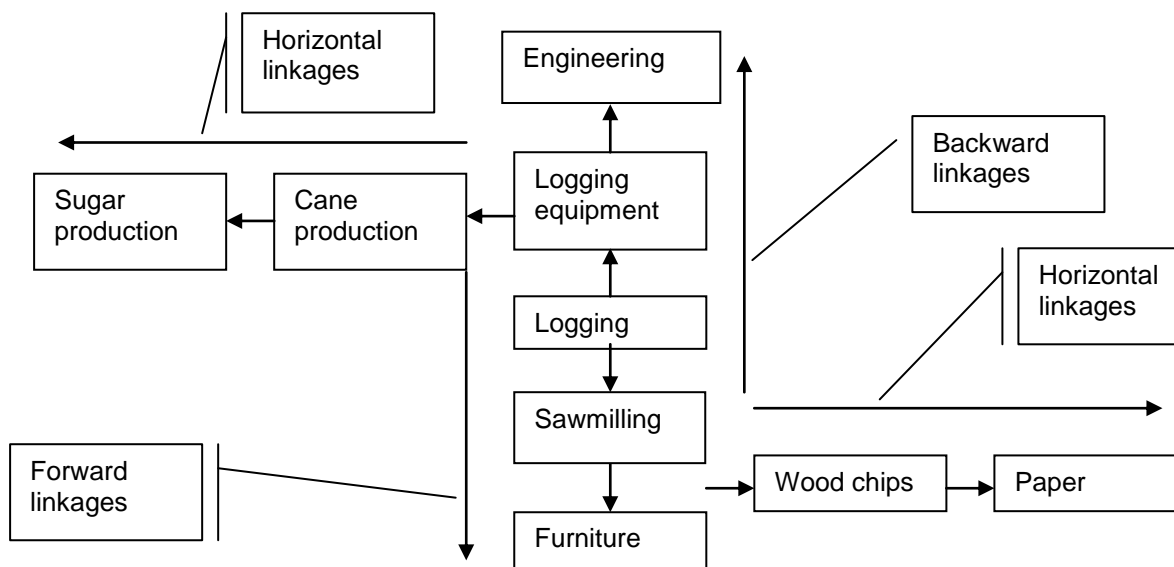 Horizontal
linkages
Engineering
Backward
linkages
Sugar
production
Cane
production
Logging
equipment
Horizontal
linkages
Logging
Sawmilling
Forward
linkages
Wood chips
Paper
Furniture